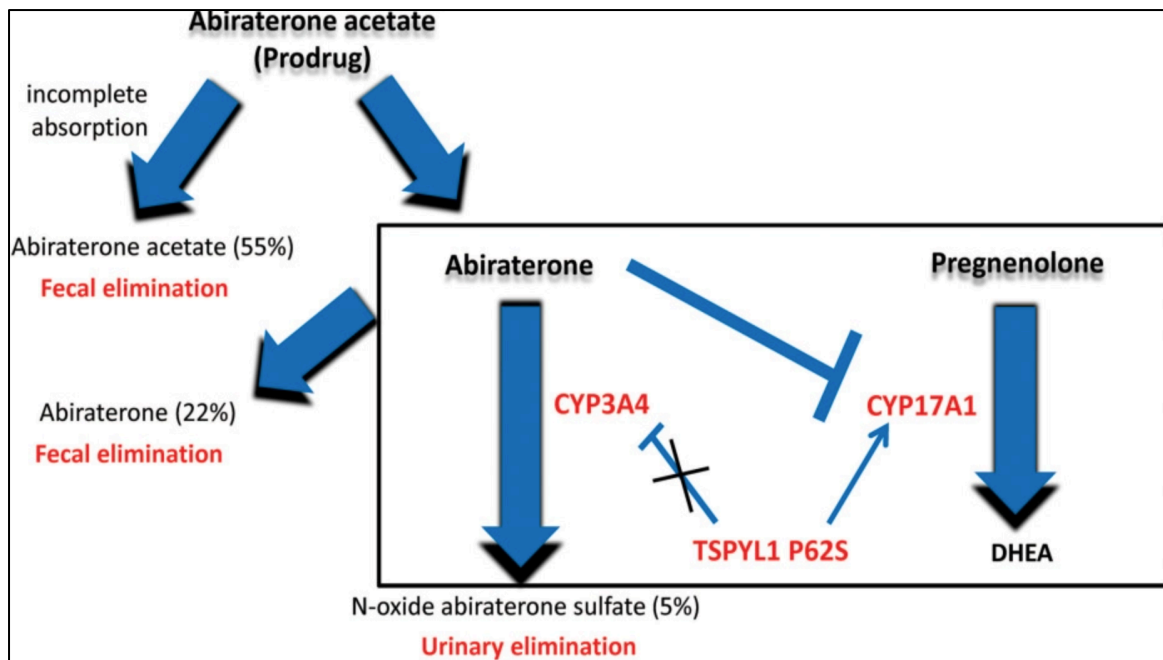 Abiraterone acetate
(Prodrug)
incomplete
absorption
Abiraterone acetate (55%)
Fecal elimination
Abiraterone
Pregnenolone
Abiraterone (22%)
Fecal elimination
CYP3A4
CYP17A1
TSPYL1 P62S
DHEA
N-oxide abiraterone sulfate (5%)
Urinary elimination